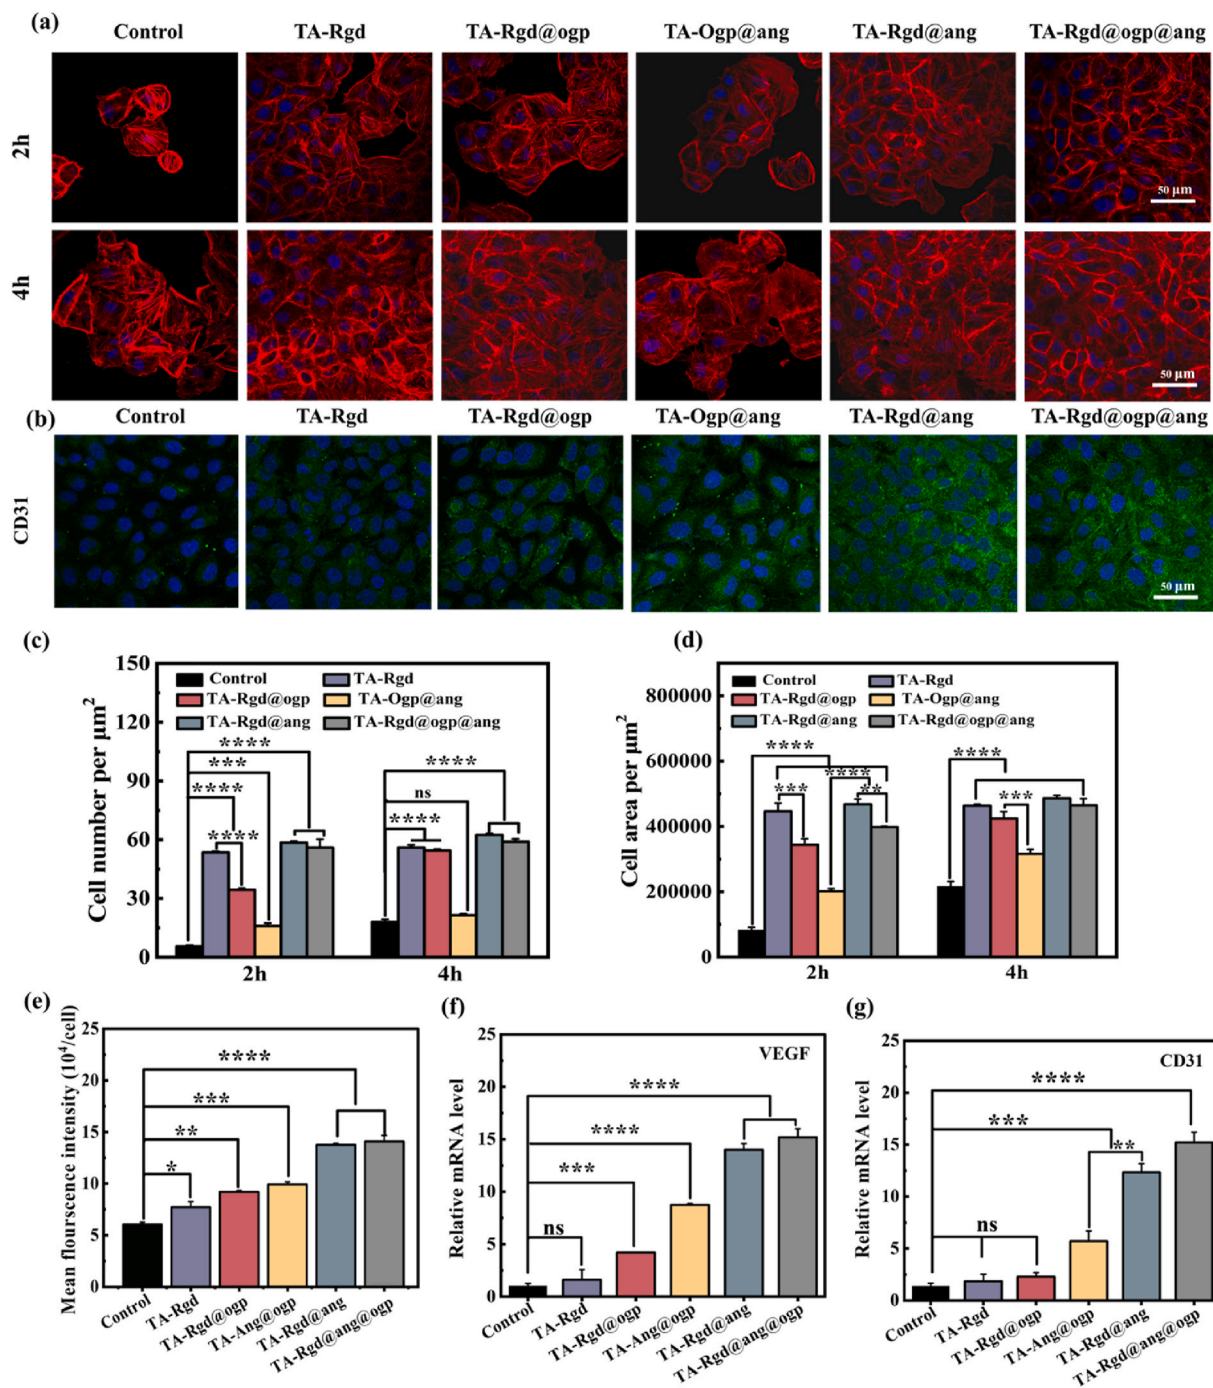 (a)
Control TA-Rgd TA-Rgd@ogp TA-Ogp@ang TA-Rgd@ang TA-Rgd@ogp@ang
2h
50 μm
4h
50 μm
(b)
Control TA-Rgd TA-Rgd@ogp TA-Ogp@ang TA-Rgd@ang TA-Rgd@ogp@ang
CD31
50 μm
(c)
Cell number per μm²
150
120
90
60
30
0
Control TA-Rgd
TA-Rgd@ogp TA-Ogp@ang
TA-Rgd@ang TA-Rgd@ogp@ang
****
***
****
****
****
ns
****
2h 4h
(d)
Cell area per μm²
800000
600000
400000
200000
0
Control TA-Rgd
TA-Rgd@ogp TA-Ogp@ang
TA-Rgd@ang TA-Rgd@ogp@ang
****
****
***
**
****
***
2h 4h
(e)
Mean flourscence intensity (10⁴/cell)
25
20
15
10
5
0
****
***
**
*
Control TA-Rgd TA-Rgd@ogp TA-Ang@ogp TA-Rgd@ang TA-Rgd@ang@ogp
(f)
Relative mRNA level
25
20
15
10
5
0
VEGF
****
****
***
ns
Control TA-Rgd TA-Rgd@ogp TA-Ang@ogp TA-Rgd@ang TA-Rgd@ang@ogp
(g)
Relative mRNA level
25
20
15
10
5
0
CD31
****
***
**
ns
Control TA-Rgd TA-Rgd@ogp TA-Ang@ogp TA-Rgd@ang TA-Rgd@ang@ogp